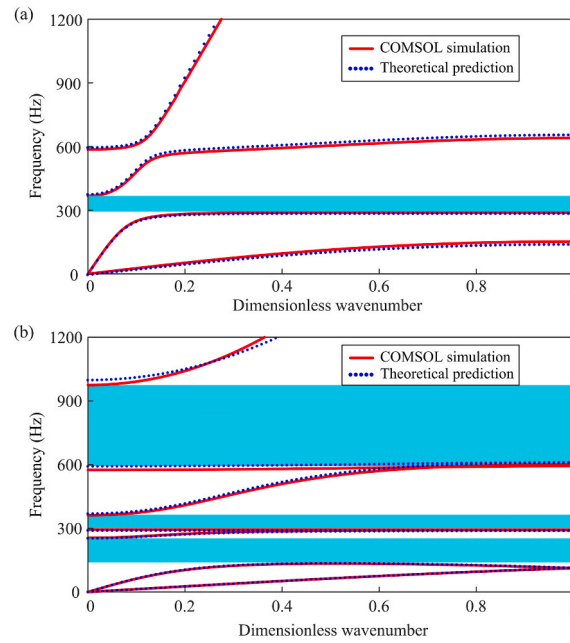 (a)
1200
900
600
300
0
Frequency (Hz)
COMSOL simulation
Theoretical prediction
0 0.2 0.4 0.6 0.8
Dimensionless wavenumber
(b)
1200
900
600
300
0
Frequency (Hz)
COMSOL simulation
Theoretical prediction
0 0.2 0.4 0.6 0.8
Dimensionless wavenumber